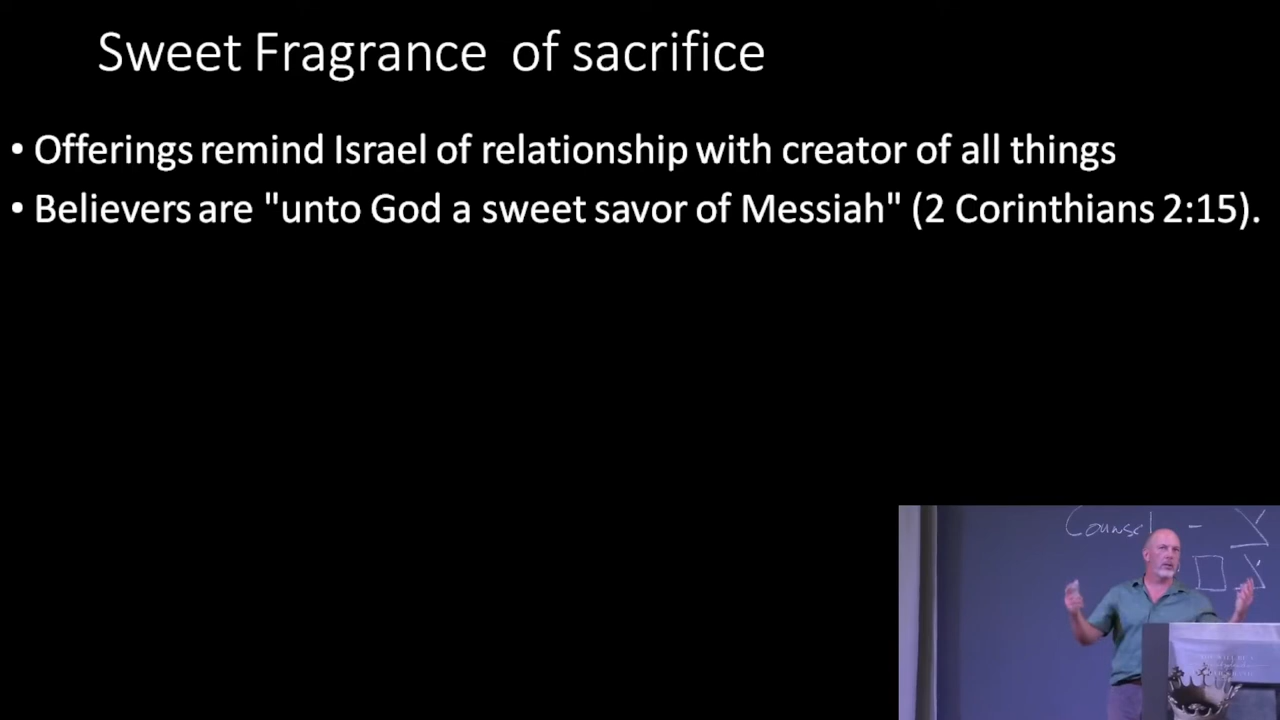 Sweet Fragrance of sacrifice
• Offerings remind Israel of relationship with creator of all things
• Believers are "unto God a sweet savor of Messiah" (2 Corinthians 2:15).
Counsel -